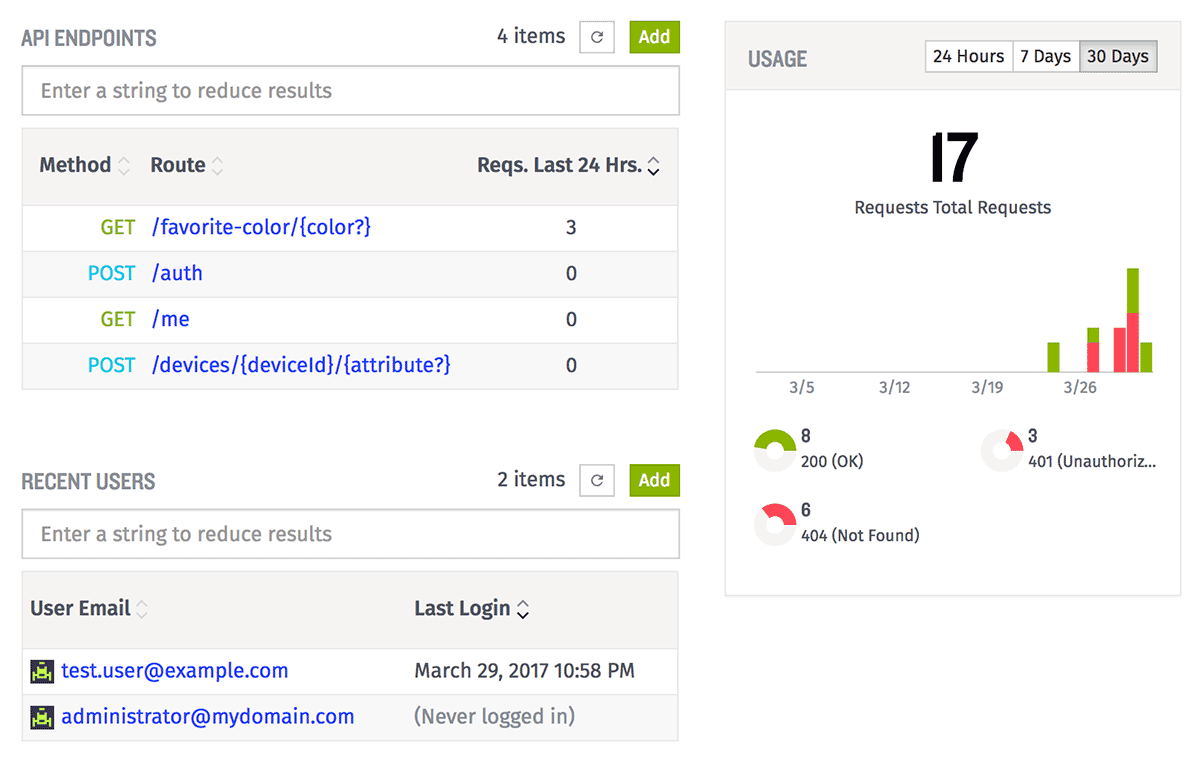 API ENDPOINTS 4 items Add
Enter a string to reduce results
Method Route Reqs. Last 24 Hrs.
GET /favorite-color/{color?} 3
POST /auth 0
GET /me 0
POST /devices/{deviceId}/{attribute?} 0
RECENT USERS 2 items Add
Enter a string to reduce results
User Email Last Login
test.user@example.com March 29, 2017 10:58 PM
administrator@mydomain.com (Never logged in)
USAGE 24 Hours 7 Days 30 Days
17
Requests Total Requests
3/5 3/12 3/19 3/26
8
200 (OK)
3
401 (Unauthoriz...
6
404 (Not Found)